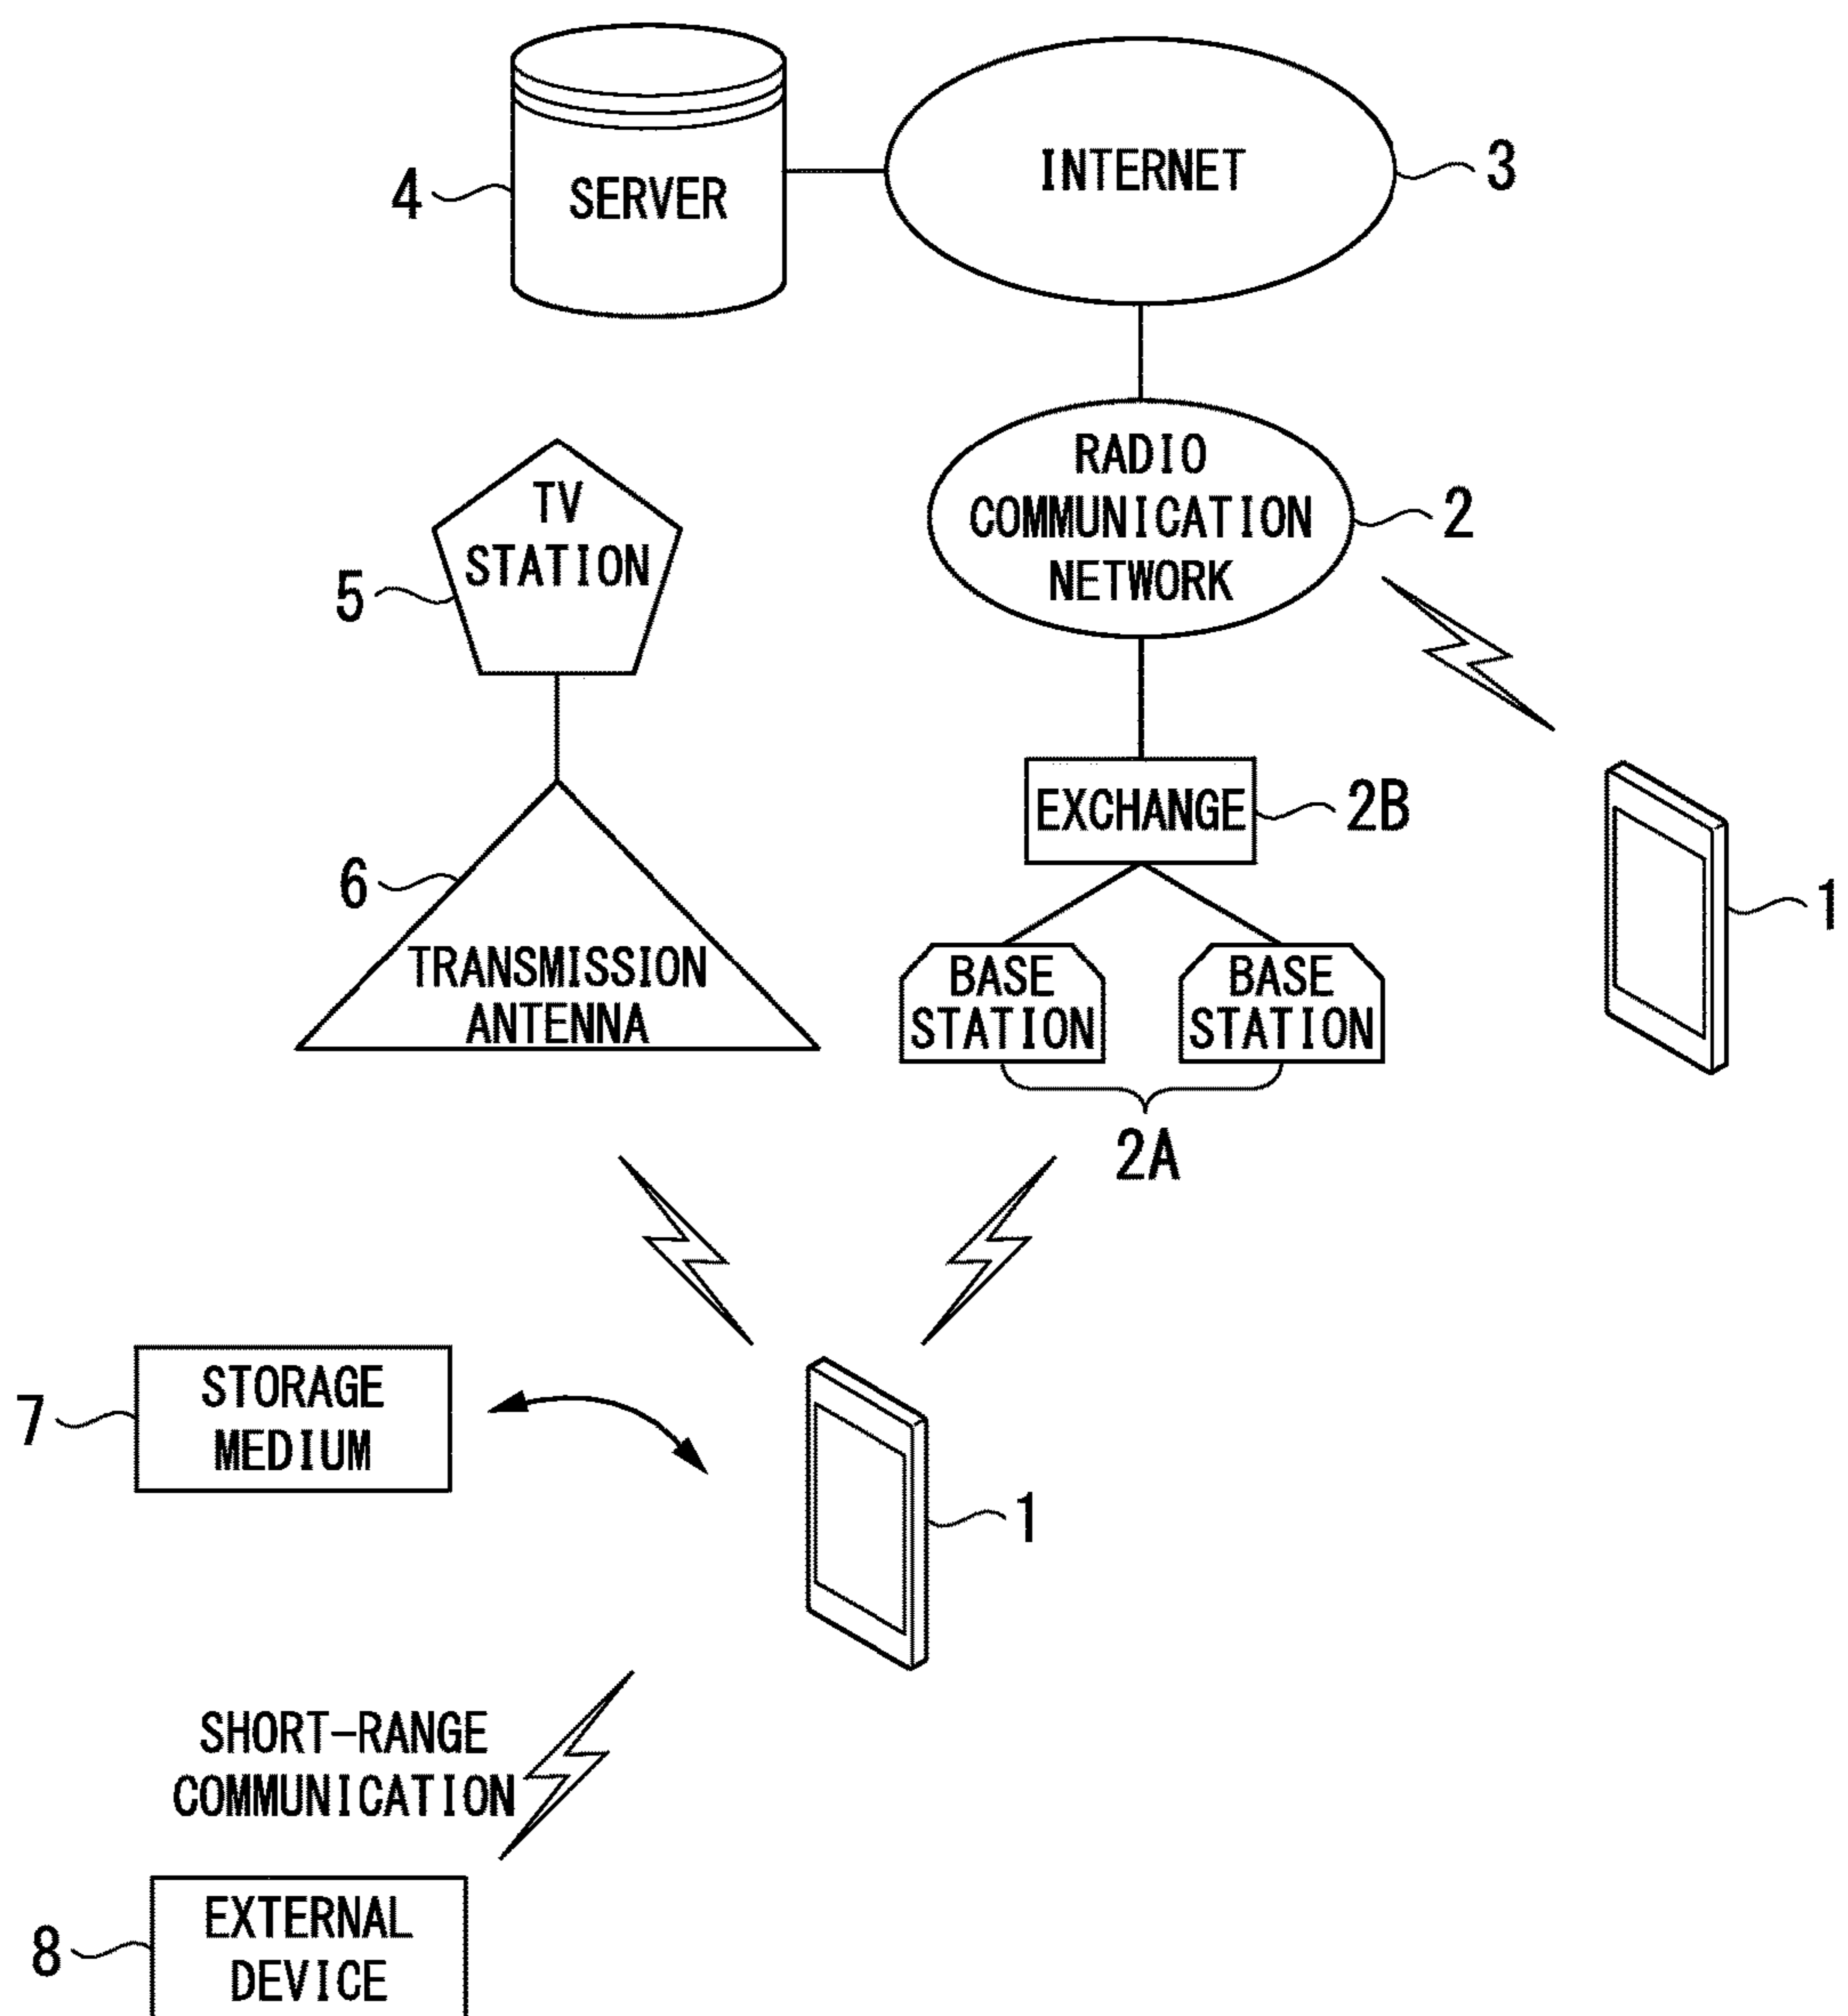 4
SERVER
INTERNET
3
RADIO
COMMUNICATION
NETWORK
2
TV
STATION
5
EXCHANGE
2B
6
TRANSMISSION
ANTENNA
BASE
STATION
BASE
STATION
2A
1
7
STORAGE
MEDIUM
1
SHORT-RANGE
COMMUNICATION
8
EXTERNAL
DEVICE